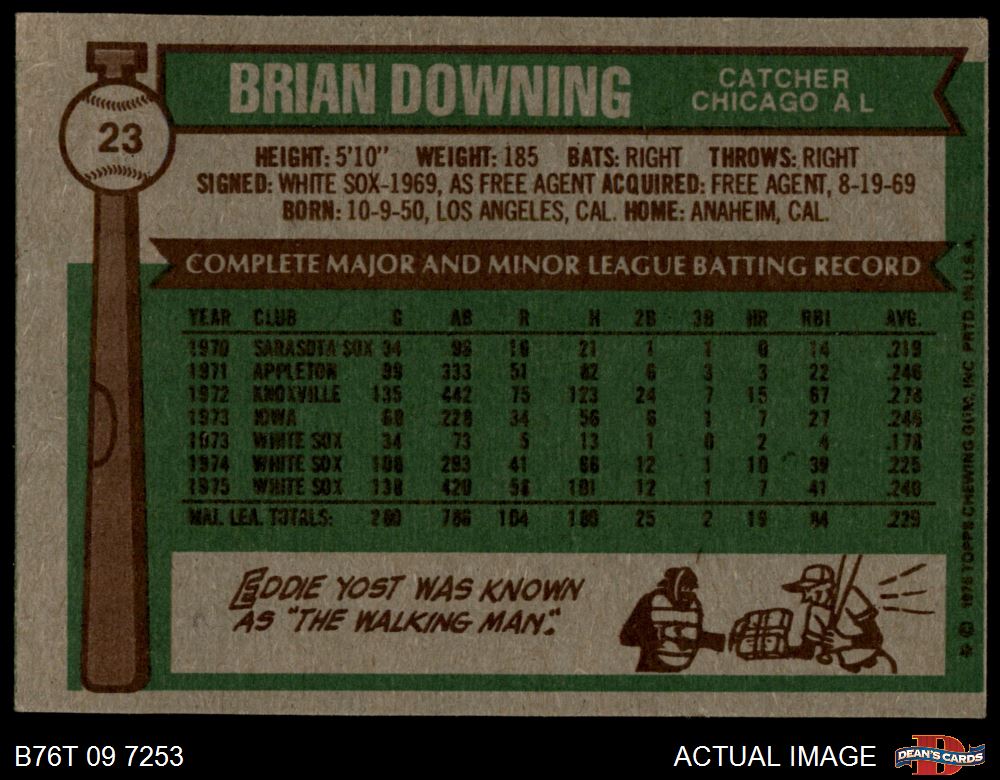 23
BRIAN DOWNING
CATCHER
CHICAGO A L
HEIGHT: 5'10" WEIGHT: 185 BATS: RIGHT THROWS: RIGHT
SIGNED: WHITE SOX-1969, AS FREE AGENT ACQUIRED: FREE AGENT, 8-19-69
BORN: 10-9-50, LOS ANGELES, CAL. HOME: ANAHEIM, CAL.
COMPLETE MAJOR AND MINOR LEAGUE BATTING RECORD
YEAR CLUB G AB R H 2B 3B HR RBI AVG.
1970 SARASOTA SOX 34 96 16 21 1 1 0 14 .219
1971 APPLETON 99 333 51 82 6 3 3 22 .246
1972 KNOXVILLE 135 442 75 123 24 7 15 67 .278
1973 IOWA 68 228 34 56 6 1 7 27 .246
1973 WHITE SOX 34 73 5 13 1 0 2 4 .178
1974 WHITE SOX 108 293 41 66 12 1 10 39 .225
1975 WHITE SOX 138 420 58 101 12 1 7 41 .240
MAJ. LEA. TOTALS: 280 786 104 180 25 2 19 84 .229
EDDIE YOST WAS KNOWN
AS "THE WALKING MAN".
© 1976 TOPPS CHEWING GUM, INC PRTD. IN U.S.A.
B76T 09 7253
ACTUAL IMAGE
D
DEAN'S CARDS